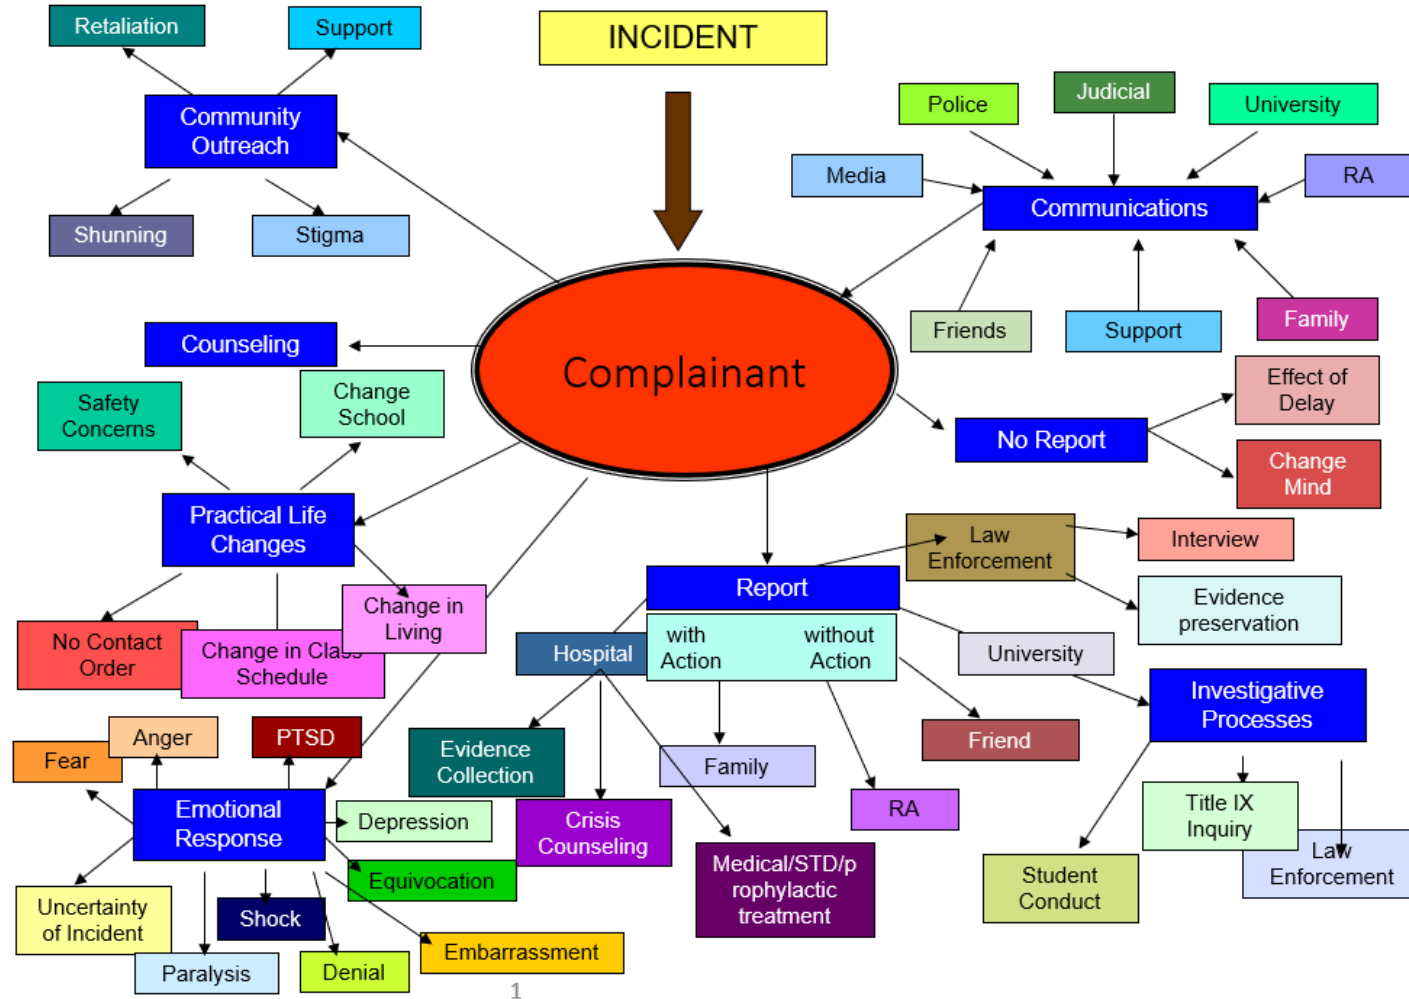 Retaliation
Support
INCIDENT
Judicial
Police
University
Community
Outreach
Media
RA
Communications
Shunning
Stigma
Friends
Support
Family
Counseling
Complainant
Effect of
Delay
Change
School
Safety
Concerns
No Report
Change
Mind
Practical Life
Changes
Law
Enforcement
Interview
Report
Evidence
preservation
Change in
Living
No Contact
Order
Change in Class
Schedule
Hospital
with
Action
without
Action
University
Investigative
Processes
Anger
PTSD
Fear
Evidence
Collection
Family
Friend
Emotional
Response
Depression
RA
Crisis
Counseling
Title IX
Inquiry
Law
Enforcement
Equivocation
Medical/STD/p
rophylactic
treatment
Student
Conduct
Uncertainty
of Incident
Shock
Embarrassment
Paralysis
Denial
1